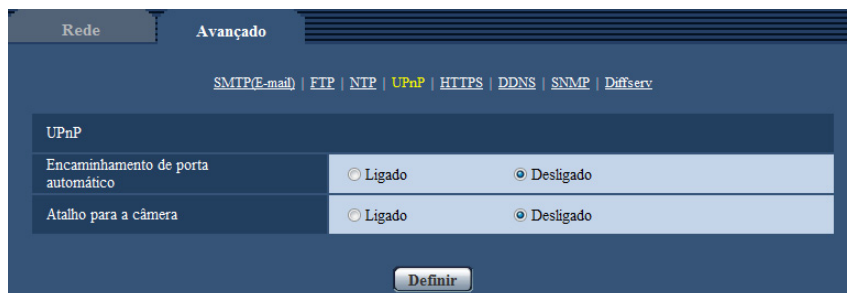 Rede Avançado
SMTP(E-mail) | FTP | NTP | UPnP | HTTPS | DDNS | SNMP | Diffserv
UPnP
Encaminhamento de porta
automático
Ligado Desligado
Atalho para a câmera Ligado Desligado
Definir